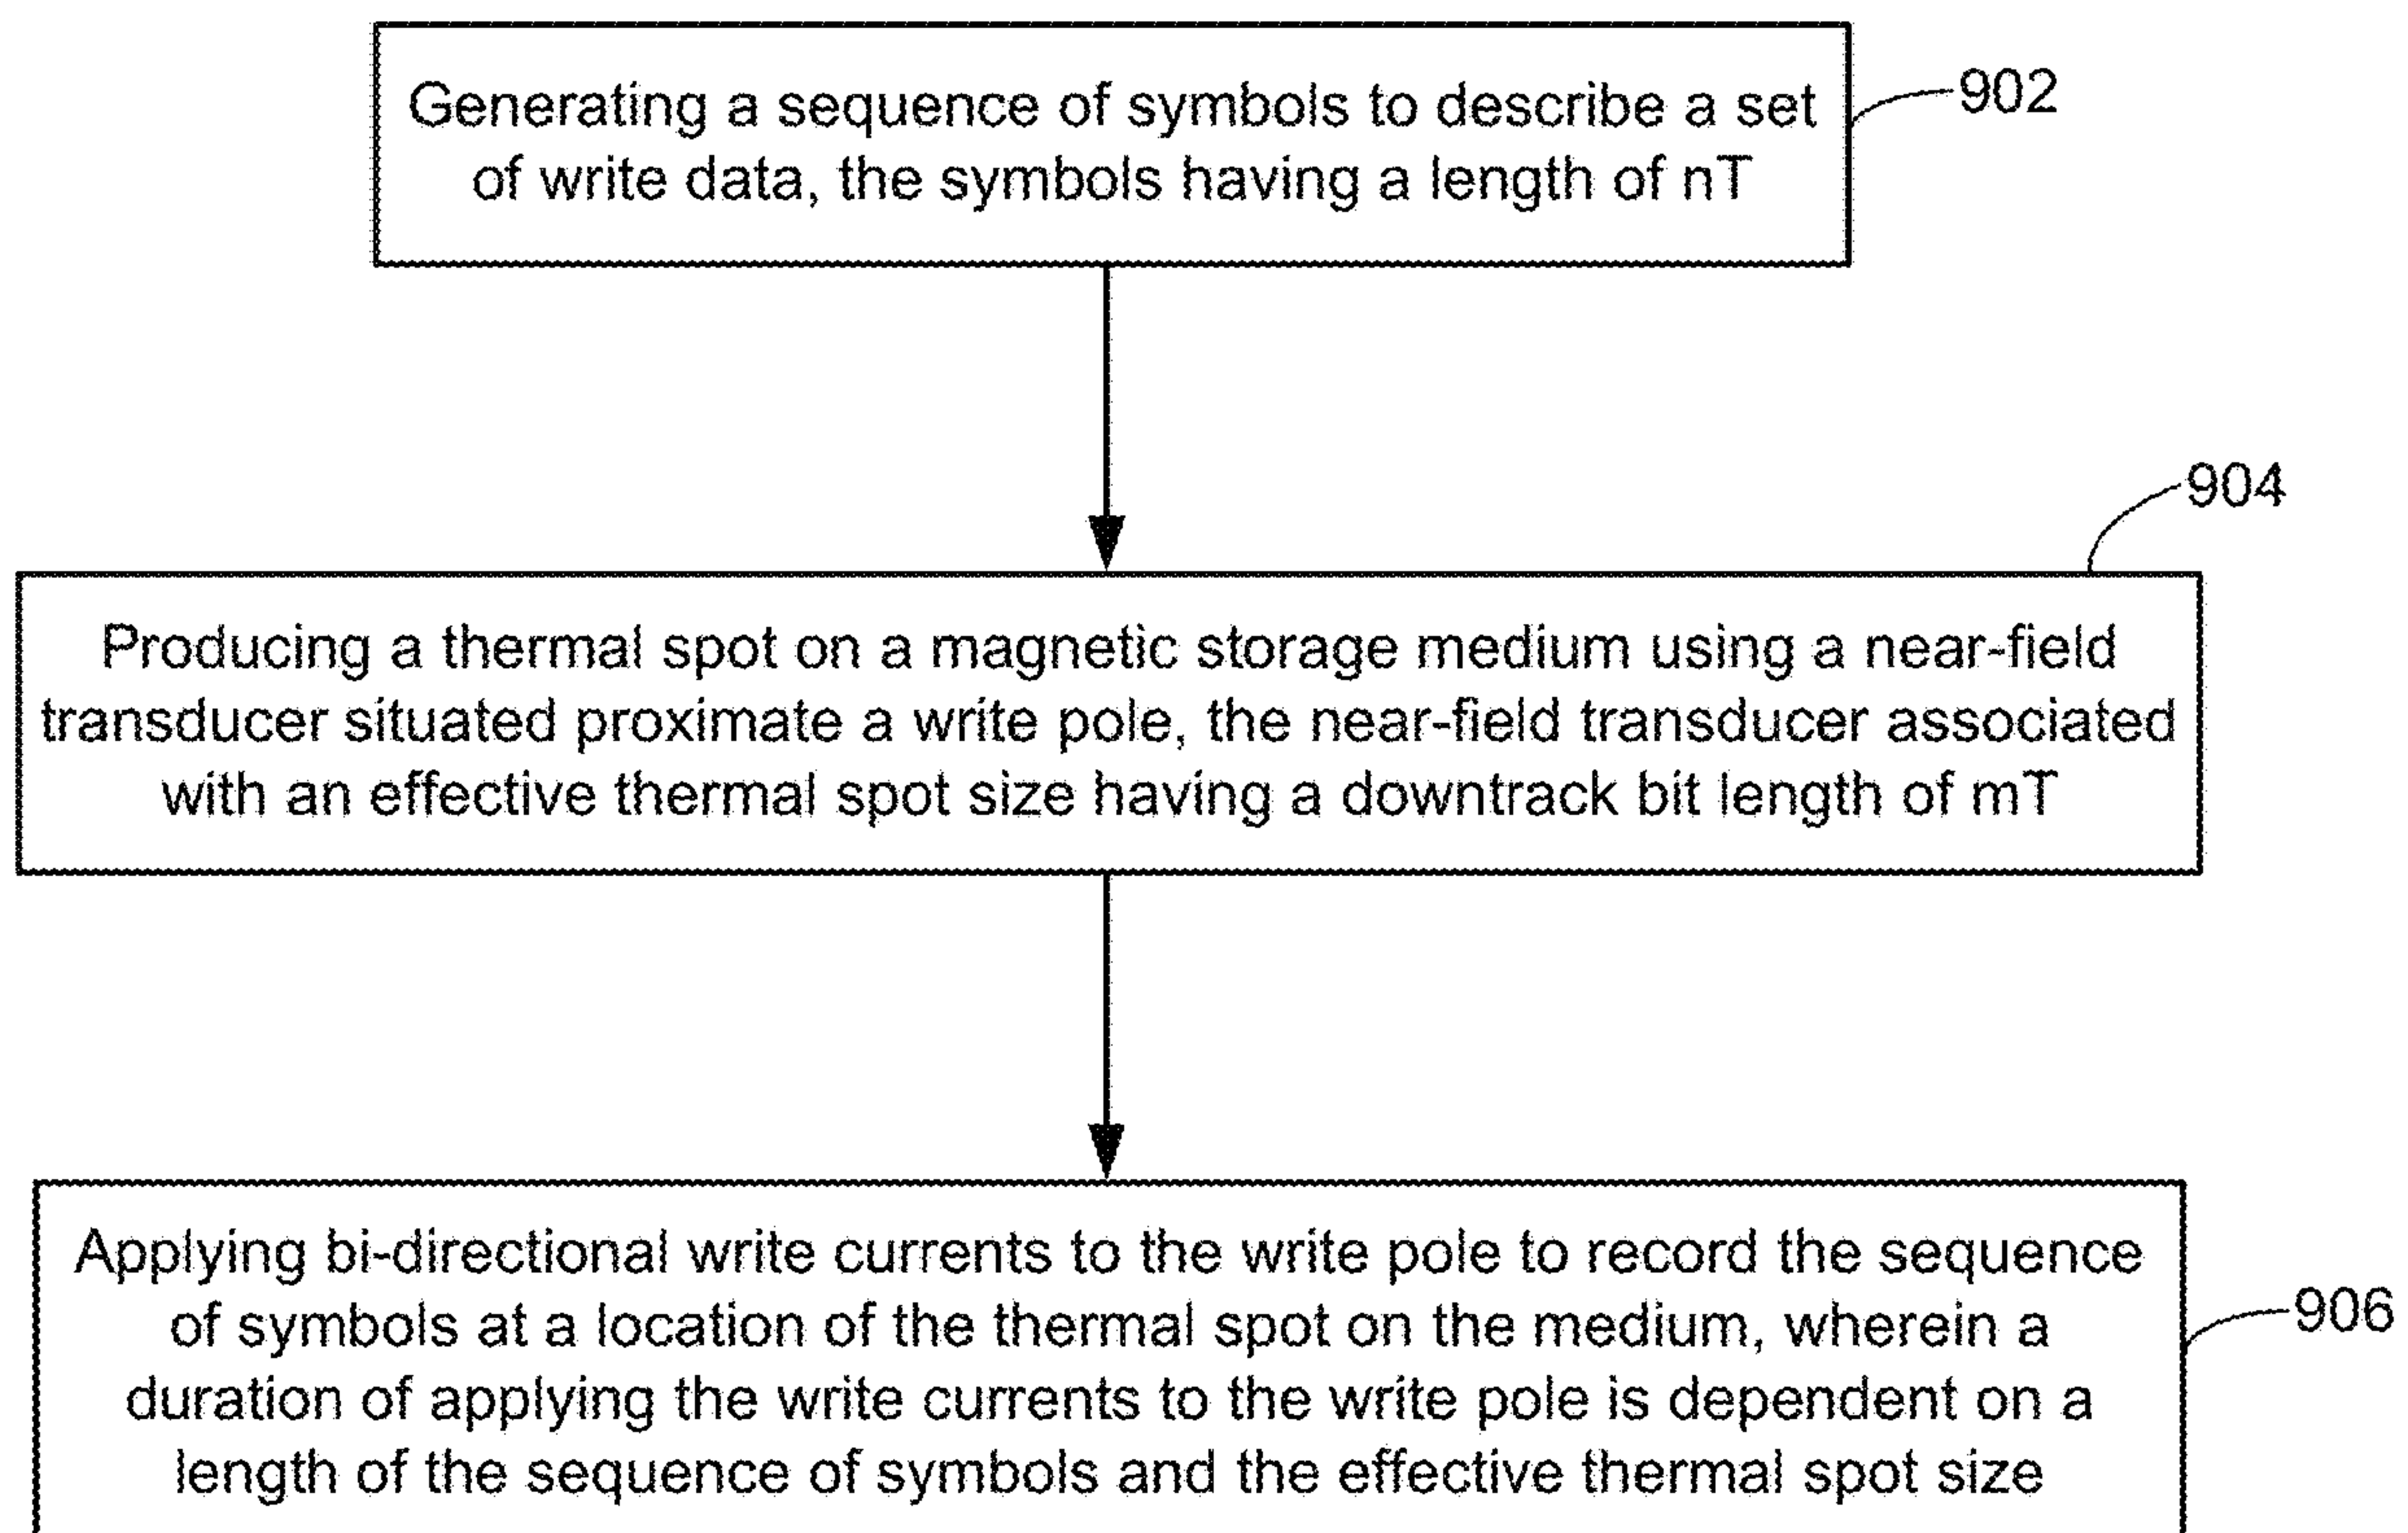 Generating a sequence of symbols to describe a set
of write data, the symbols having a length of nT
902
904
Producing a thermal spot on a magnetic storage medium using a near-field
transducer situated proximate a write pole, the near-field transducer associated
with an effective thermal spot size having a downtrack bit length of mT
Applying bi-directional write currents to the write pole to record the sequence
of symbols at a location of the thermal spot on the medium, wherein a
duration of applying the write currents to the write pole is dependent on a
length of the sequence of symbols and the effective thermal spot size
906